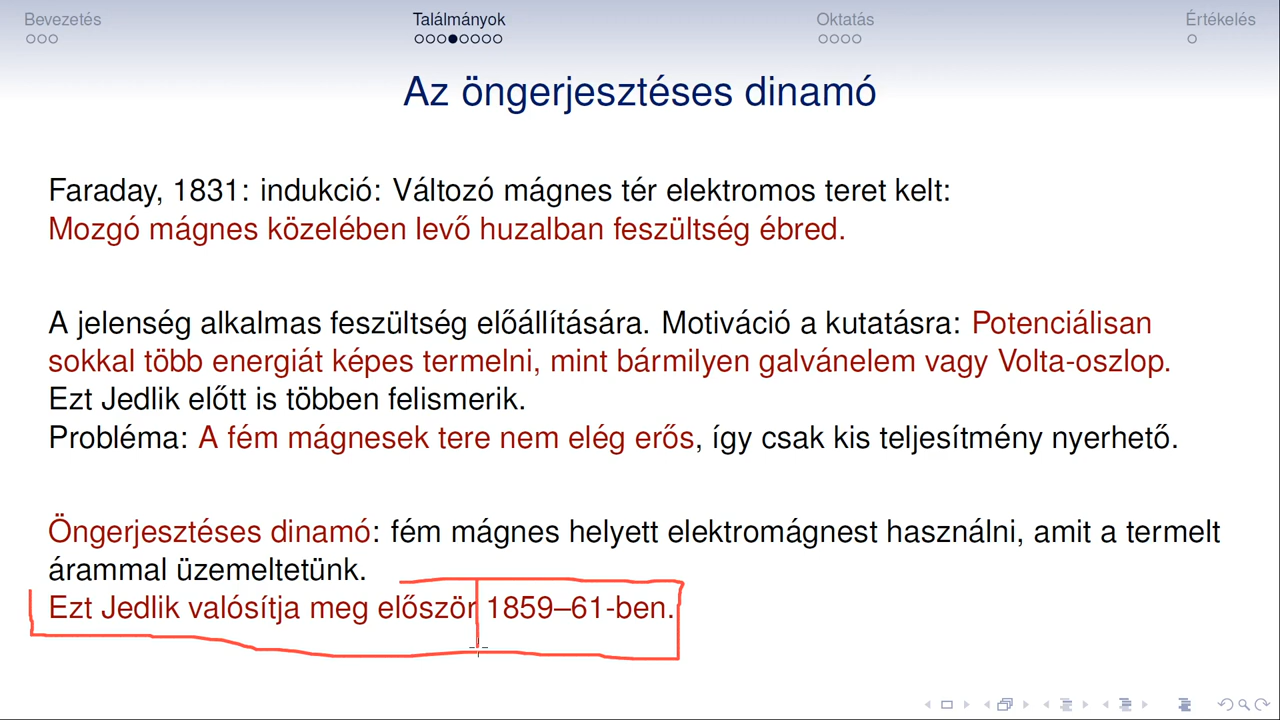 Bevezetés Találmányok Oktatás Értékelés
Az öngerjesztéses dinamó
Faraday, 1831: indukció: Változó mágnes tér elektromos teret kelt:
Mozgó mágnes közelében levő huzalban feszültség ébred.
A jelenség alkalmas feszültség előállítására. Motiváció a kutatásra: Potenciálisan
sokkal több energiát képes termelni, mint bármilyen galvánelem vagy Volta-oszlop.
Ezt Jedlik előtt is többen felismerik.
Probléma: A fém mágnesek tere nem elég erős, így csak kis teljesítmény nyerhető.
Öngerjesztéses dinamó: fém mágnes helyett elektromágnest használni, amit a termelt
árammal üzemeltetünk.
Ezt Jedlik valósítja meg először 1859–61-ben.